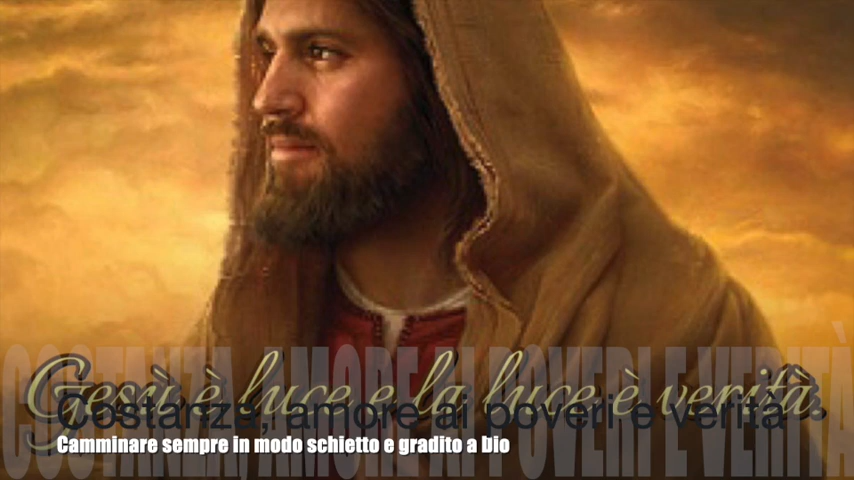 COSTANZA, AMORE AI POVERI E VERITÀ
Gesù è luce e la luce è verità.
Costanza, amore ai poveri e verità
Camminare sempre in modo schietto e gradito a bio